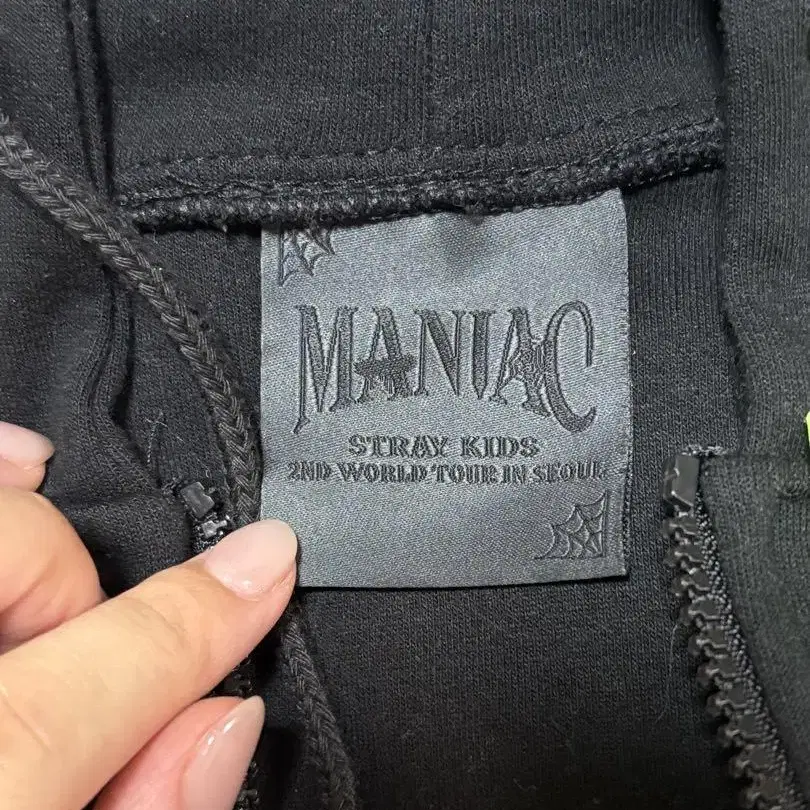 MANIAC
STRAY KIDS
2ND WORLD TOUR IN SEOUL